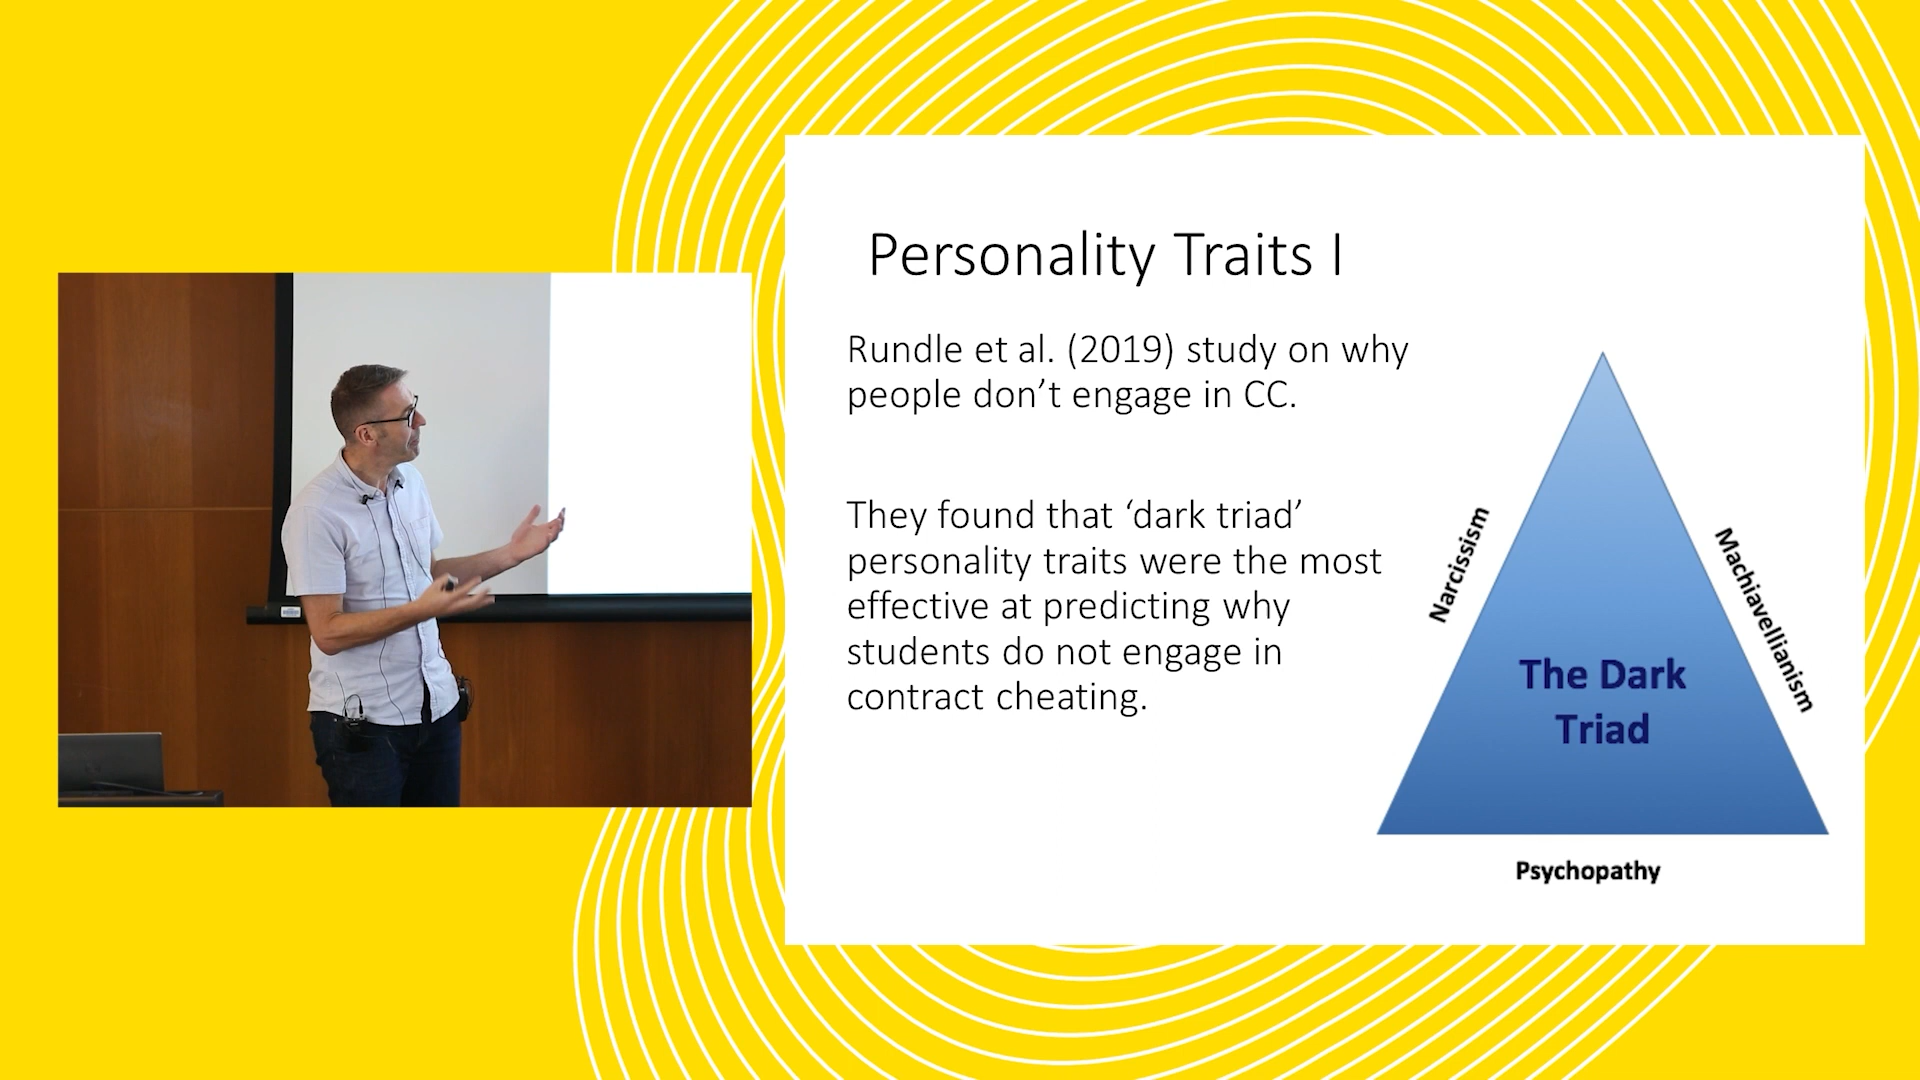 Personality Traits I
Rundle et al. (2019) study on why
people don’t engage in CC.
They found that ‘dark triad’
personality traits were the most
effective at predicting why
students do not engage in
contract cheating.
Narcissism
Machiavellianism
The Dark
Triad
Psychopathy